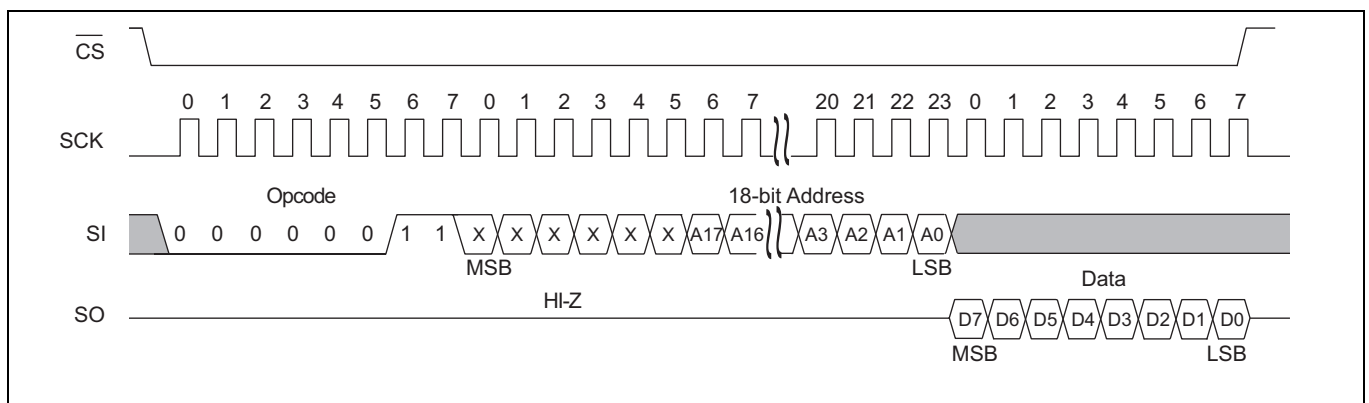 CS
0 1 2 3 4 5 6 7 0 1 2 3 4 5 6 7 20 21 22 23 0 1 2 3 4 5 6 7
SCK
Opcode 18-bit Address
SI 0 0 0 0 0 0 1 1 X X X X X X A17 A16 A3 A2 A1 A0
MSB LSB
HI-Z Data
SO D7 D6 D5 D4 D3 D2 D1 D0
MSB LSB